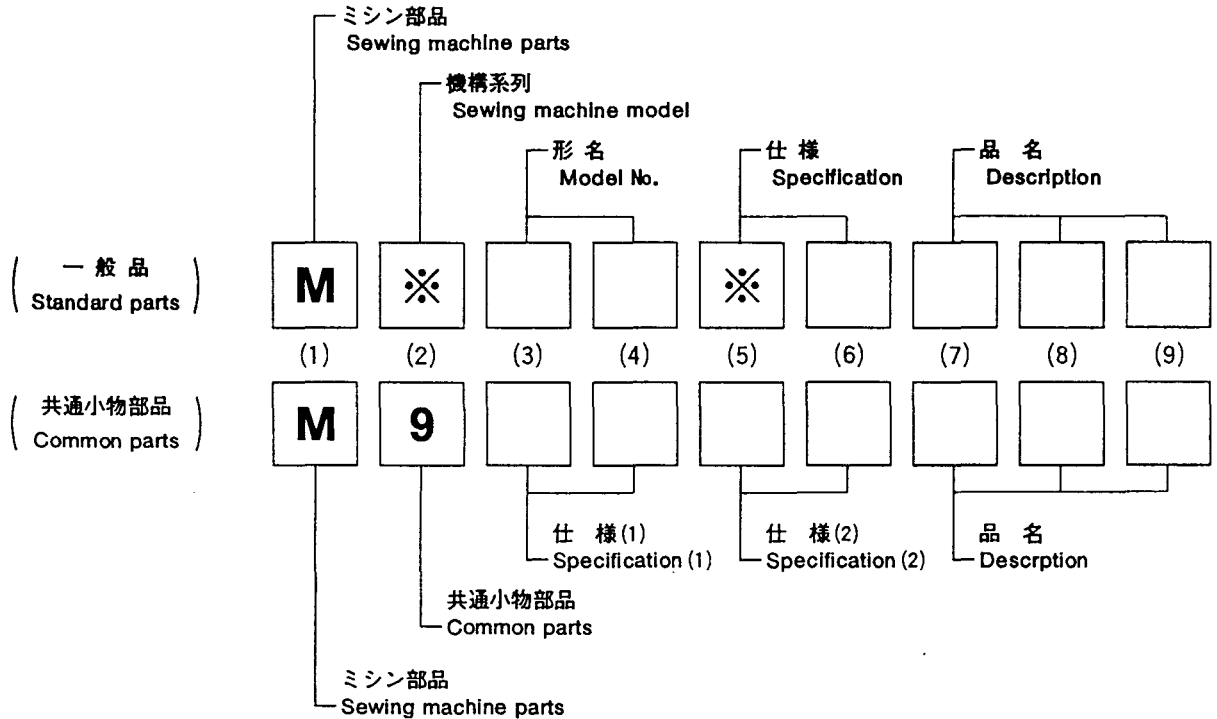 ミシン部品
Sewing machine parts
機構系列
Sewing machine model
形 名
Model No.
仕 様
Specification
品 名
Description
一 般 品
Standard parts
M ※ ※
(1) (2) (3) (4) (5) (6) (7) (8) (9)
共通小物部品
Common parts
M 9
仕 様(1)
Specification(1)
仕 様(2)
Specification(2)
品 名
Descrption
共通小物部品
Common parts
ミシン部品
Sewing machine parts